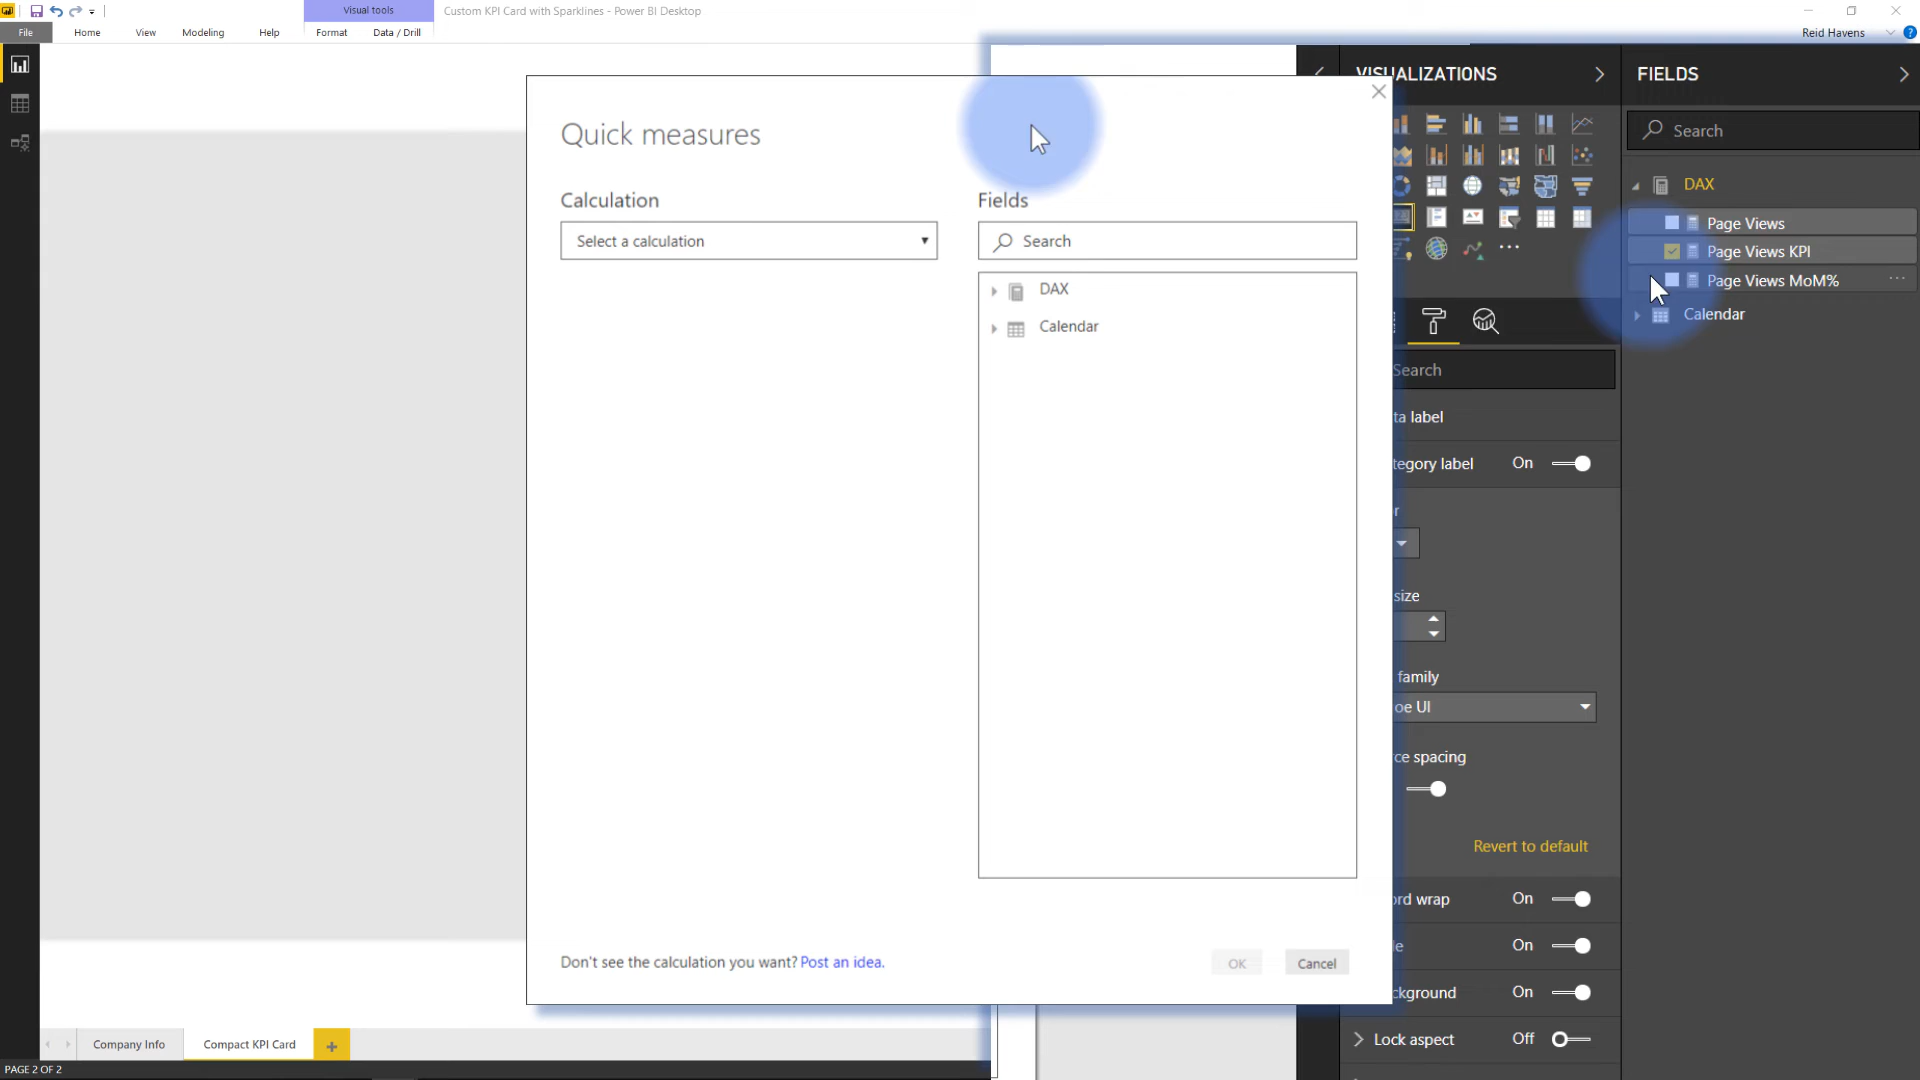 Visual tools
Custom KPI Card with Sparklines - Power BI Desktop
File
Home
View
Modeling
Help
Format
Data / Drill
Reid Havens
?
Quick measures
Calculation
Select a calculation
Fields
Search
DAX
Calendar
Don't see the calculation you want? Post an idea.
OK
Cancel
VISUALIZATIONS
Search
ta label
tegory label On
r
size
family
oe UI
ce spacing
Revert to default
ord wrap On
le On
ckground On
Lock aspect Off
FIELDS
Search
DAX
Page Views
Page Views KPI
Page Views MoM%
Calendar
Company Info
Compact KPI Card
+
PAGE 2 OF 2